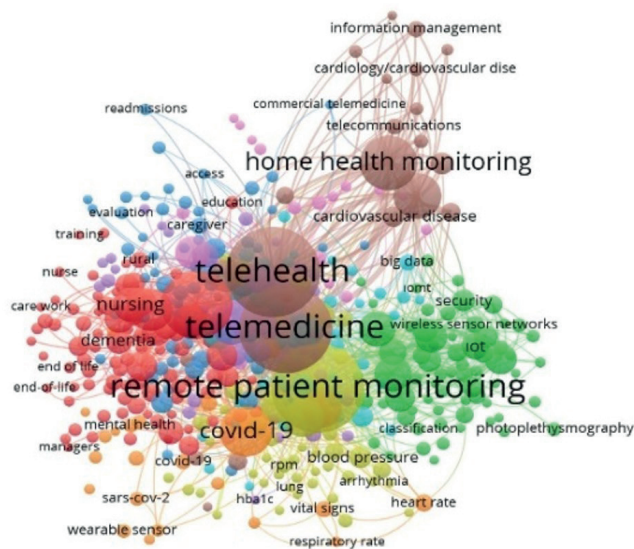 information management
cardiology/cardiovascular dise
readmissions
commercial telemedicine
telecommunications
home health monitoring
access
education
evaluation
caregiver
cardiovascular disease
training
rural
telehealth
big data
nurse
iomt
care work
nursing
security
telemedicine
wireless sensor networks
dementia
IOT
end of life
end-of-life
remote patient monitoring
mental health
covid-19
classification
photoplethysmography
managers
covid-19
rpm
blood pressure
lung
arrhythmia
sars-cov-2
hba1c
vital signs
heart rate
wearable sensor
respiratory rate